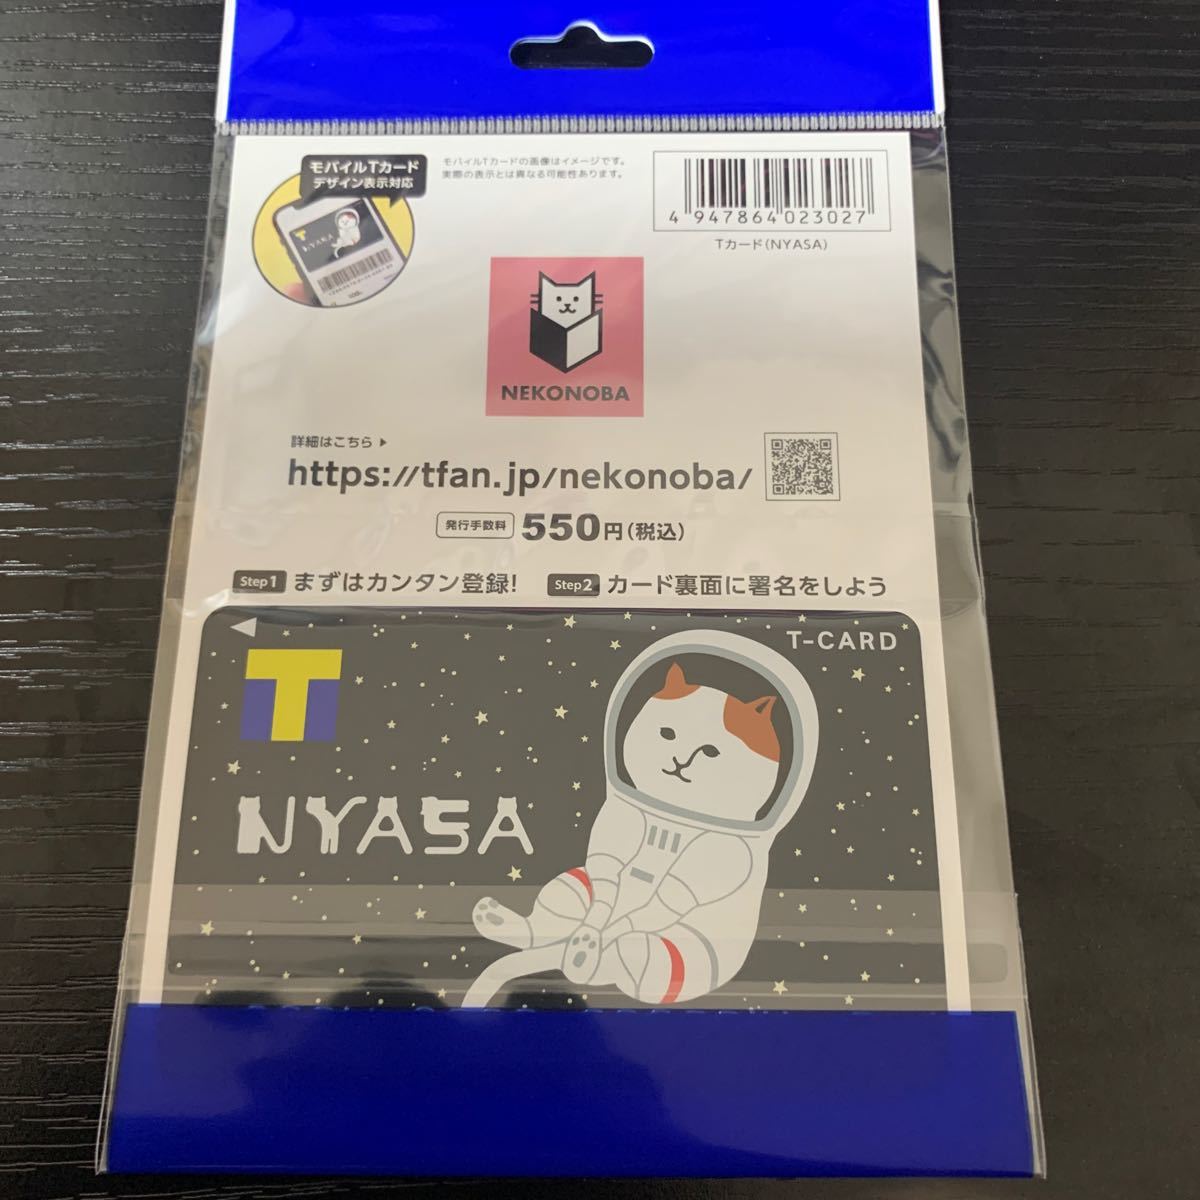 モバイルTカード
デザイン表示対応
モバイルTカードの画像はイメージです。
実際の表示とは異なる可能性あります。
4 947864 023027
Tカード(NYASA)
T
NYASA
NEKONOBA
詳細はこちら ▶
https://tfan.jp/nekonoba/
発行手数料 550円(税込)
Step1 まずはカンタン登録! Step2 カード裏面に署名をしよう
T-CARD
T
NYASA